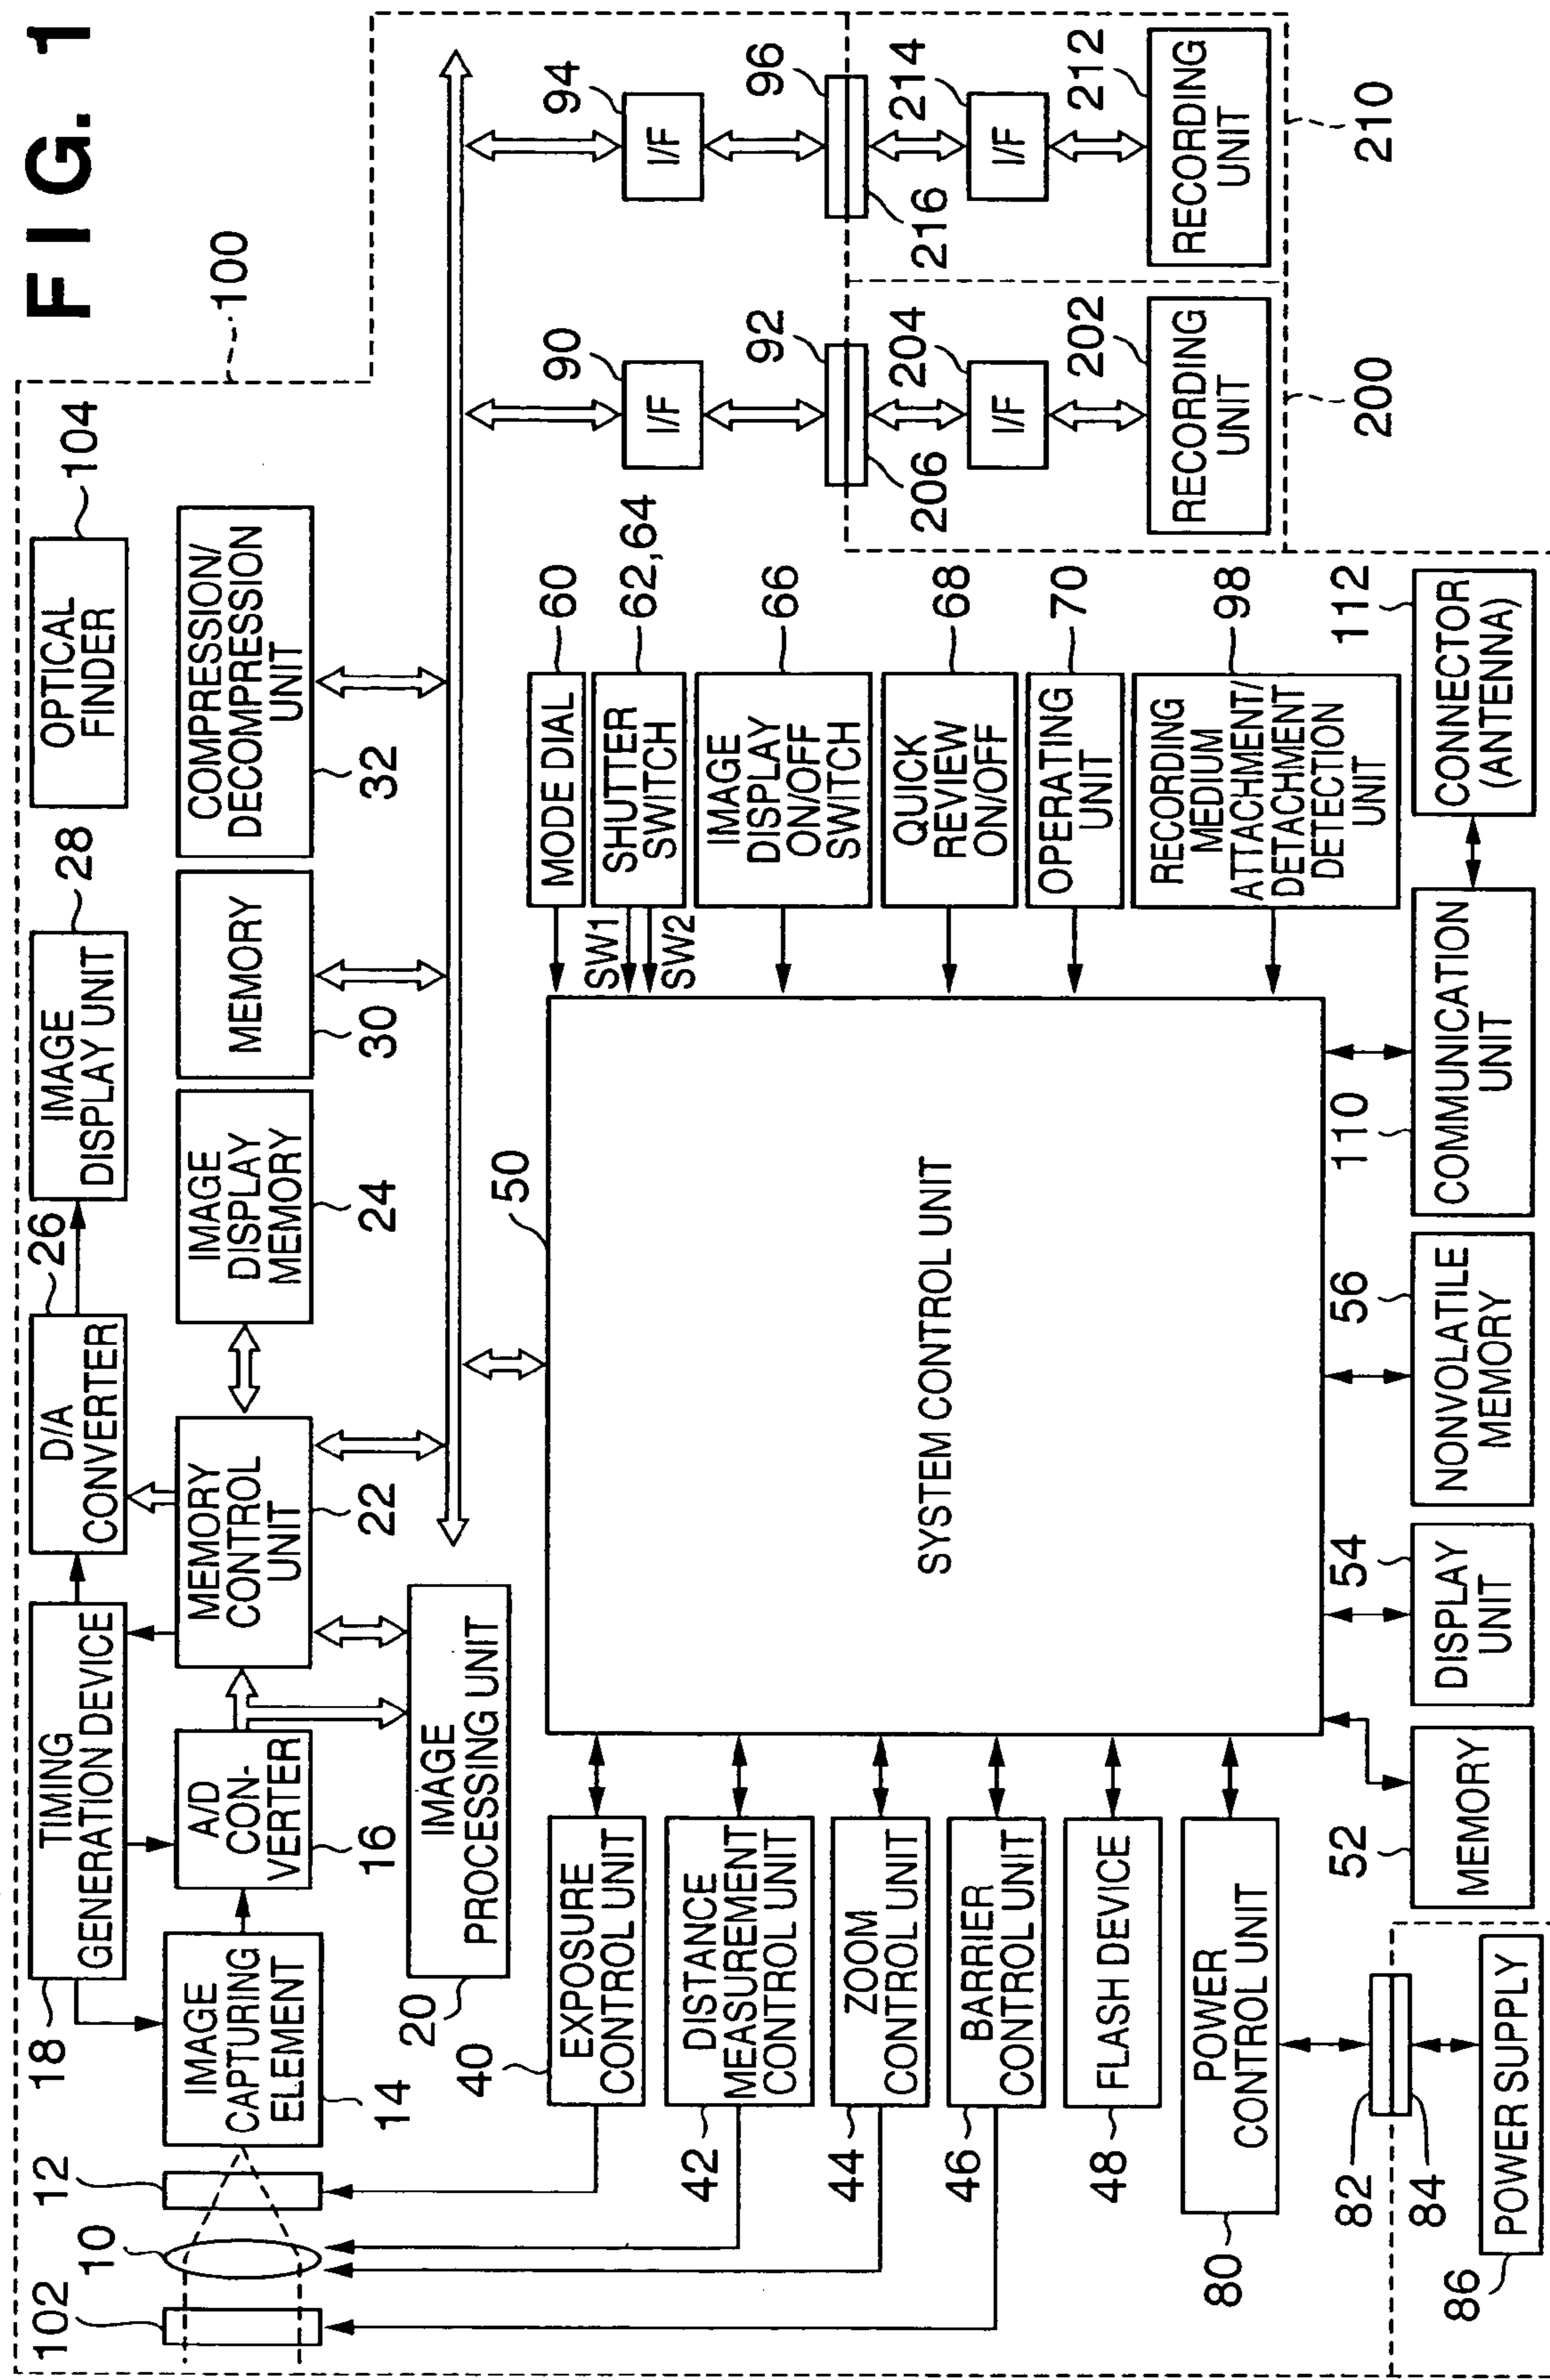 FIG. 1
100
102
10
12
18
TIMING
GENERATION DEVICE
D/A
CONVERTER
26
IMAGE
DISPLAY UNIT
28
OPTICAL
FINDER
104
IMAGE
CAPTURING
ELEMENT
14
A/D
CON-
VERTER
16
MEMORY
CONTROL
UNIT
22
IMAGE
DISPLAY
MEMORY
24
MEMORY
30
COMPRESSION/
DECOMPRESSION
UNIT
32
IMAGE
PROCESSING UNIT
20
50
SYSTEM CONTROL UNIT
40
EXPOSURE
CONTROL UNIT
42
DISTANCE
MEASUREMENT
CONTROL UNIT
44
ZOOM
CONTROL UNIT
46
BARRIER
CONTROL UNIT
48
FLASH DEVICE
80
POWER
CONTROL UNIT
82
84
86
POWER SUPPLY
52
MEMORY
54
DISPLAY
UNIT
56
NONVOLATILE
MEMORY
110
COMMUNICATION
UNIT
112
CONNECTOR
(ANTENNA)
MODE DIAL
60
SW1
SW2
SHUTTER
SWITCH
62,64
IMAGE
DISPLAY
ON/OFF
SWITCH
66
QUICK
REVIEW
ON/OFF
68
OPERATING
UNIT
70
RECORDING
MEDIUM
ATTACHMENT/
DETACHMENT
DETECTION
UNIT
98
90
I/F
92
206
204
I/F
202
RECORDING
UNIT
200
94
I/F
96
216
214
I/F
212
RECORDING
UNIT
210